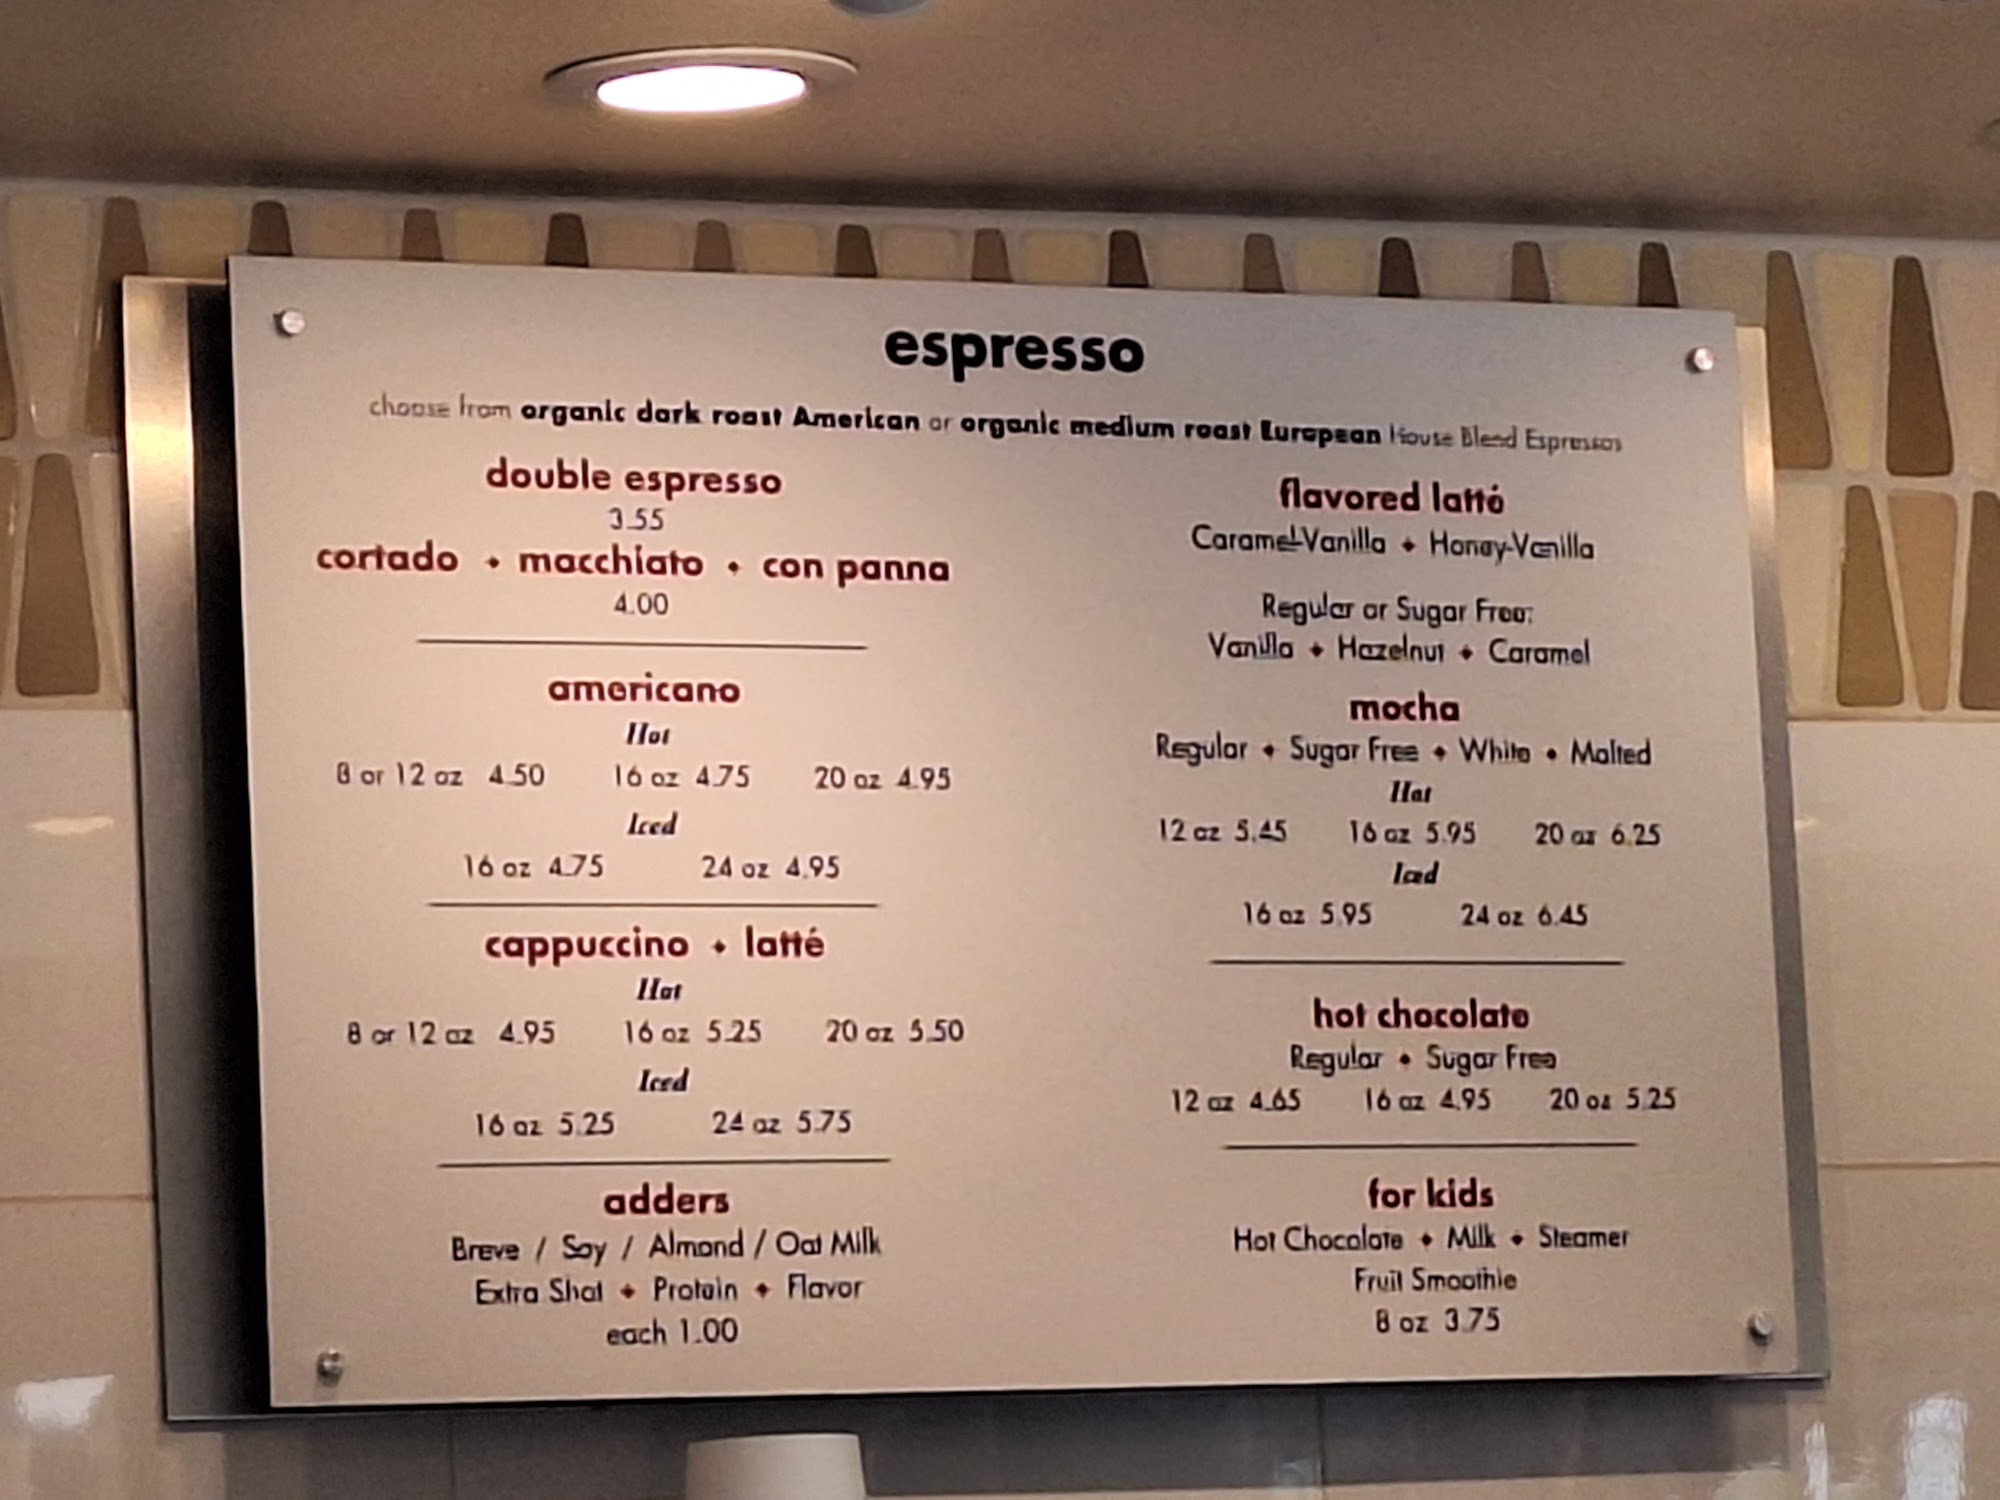 espresso
choose from organic dark roast American or organic medium roast European House Blend Espressos
double espresso
3.55
cortado • macchiato • con panna
4.00
americano
Hot
8 or 12 oz 4.50 16 oz 4.75 20 oz 4.95
Iced
16 oz 4.75 24 oz 4.95
cappuccino • latté
Hot
8 or 12 oz 4.95 16 oz 5.25 20 oz 5.50
Iced
16 oz 5.25 24 oz 5.75
adders
Breve / Soy / Almond / Oat Milk
Extra Shot • Protein • Flavor
each 1.00
flavored latté
Caramel-Vanilla • Honey-Vanilla
Regular or Sugar Free:
Vanilla • Hazelnut • Caramel
mocha
Regular • Sugar Free • White • Malted
Hot
12 oz 5.45 16 oz 5.95 20 oz 6.25
Iced
16 oz 5.95 24 oz 6.45
hot chocolate
Regular • Sugar Free
12 oz 4.65 16 oz 4.95 20 oz 5.25
for kids
Hot Chocolate • Milk • Steamer
Fruit Smoothie
8 oz 3.75